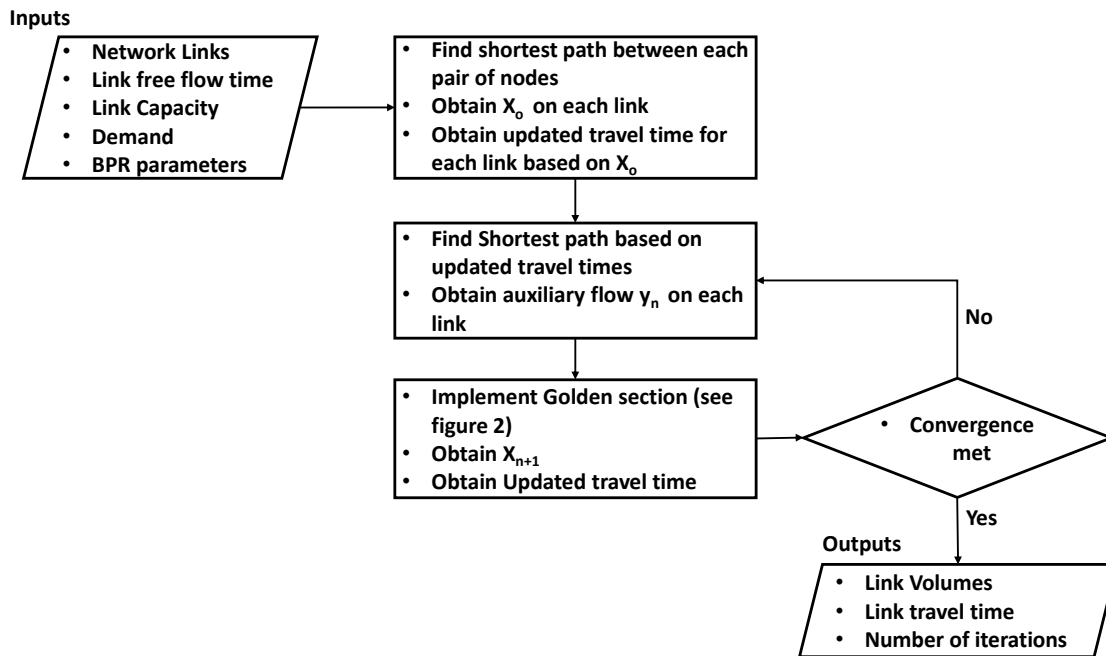 Inputs
• Network Links
• Link free flow time
• Link Capacity
• Demand
• BPR parameters
• Find shortest path between each
pair of nodes
• Obtain Xo on each link
• Obtain updated travel time for
each link based on Xo
• Find Shortest path based on
updated travel times
• Obtain auxiliary flow yn on each
link
No
• Implement Golden section (see
figure 2)
• Obtain Xn+1
• Obtain Updated travel time
• Convergence
met
Yes
Outputs
• Link Volumes
• Link travel time
• Number of iterations